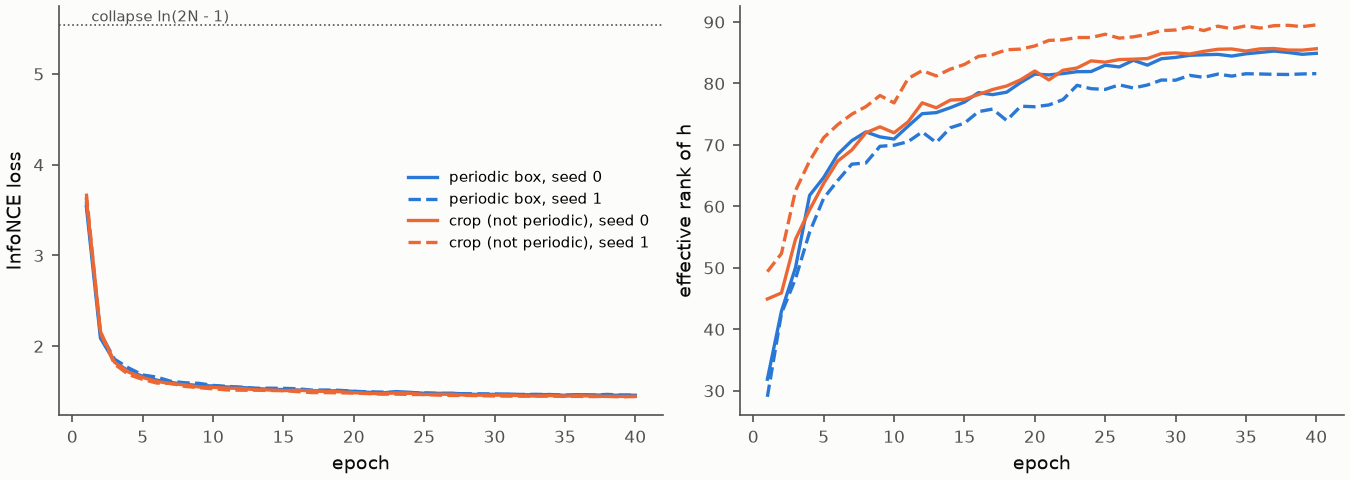 collapse ln(2N - 1)
InfoNCE loss
5
4
3
2
periodic box, seed 0
periodic box, seed 1
crop (not periodic), seed 0
crop (not periodic), seed 1
0 5 10 15 20 25 30 35 40
epoch
effective rank of h
90
80
70
60
50
40
30
0 5 10 15 20 25 30 35 40
epoch